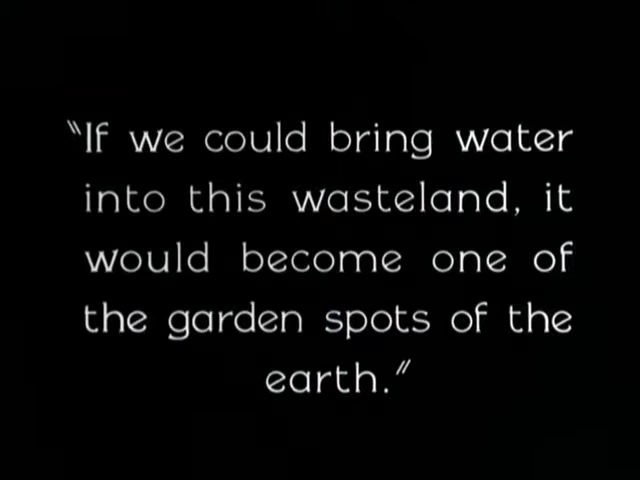 "If we could bring water
into this wasteland, it
would become one of
the garden spots of the
earth."